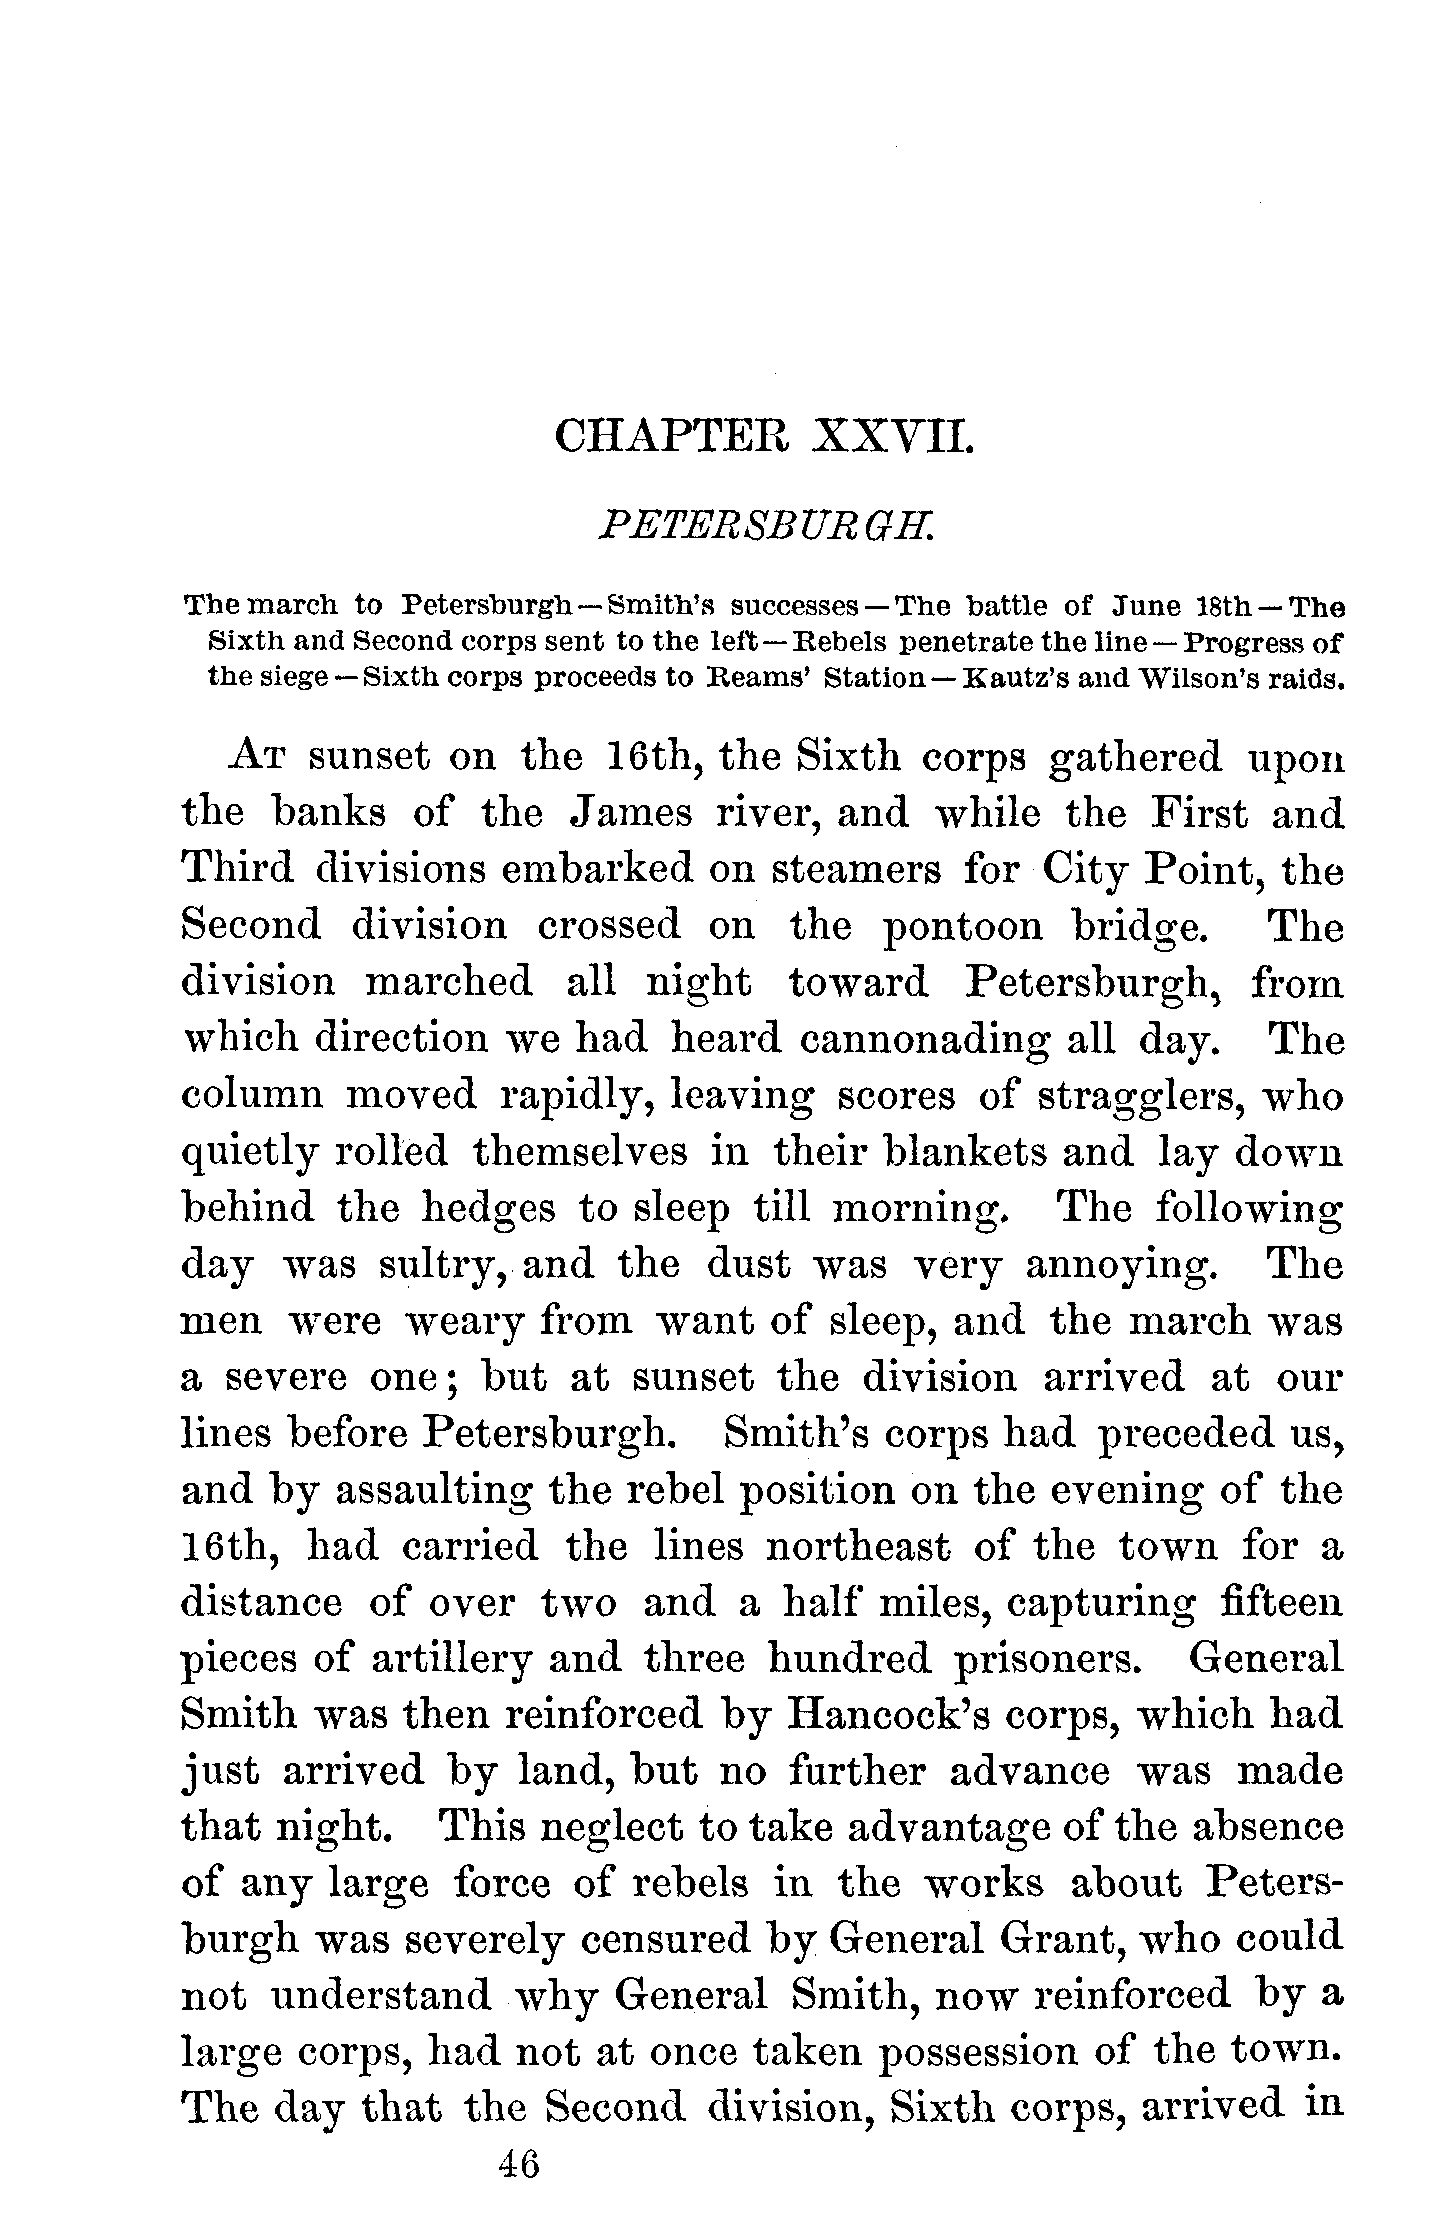 CHAPTER XXVII.
PETERSBURGH.
The march to Petersburgh—Smith's successes—The battle of June 18th—The
Sixth and Second corps sent to the left—Rebels penetrate the line—Progress of
the siege—Sixth corps proceeds to Reams' Station—Kautz's and Wilson's raids.
AT sunset on the 16th, the Sixth corps gathered upon
the banks of the James river, and while the First and
Third divisions embarked on steamers for City Point, the
Second division crossed on the pontoon bridge. The
division marched all night toward Petersburgh, from
which direction we had heard cannonading all day. The
column moved rapidly, leaving scores of stragglers, who
quietly rolled themselves in their blankets and lay down
behind the hedges to sleep till morning. The following
day was sultry, and the dust was very annoying. The
men were weary from want of sleep, and the march was
a severe one; but at sunset the division arrived at our
lines before Petersburgh. Smith's corps had preceded us,
and by assaulting the rebel position on the evening of the
16th, had carried the lines northeast of the town for a
distance of over two and a half miles, capturing fifteen
pieces of artillery and three hundred prisoners. General
Smith was then reinforced by Hancock's corps, which had
just arrived by land, but no further advance was made
that night. This neglect to take advantage of the absence
of any large force of rebels in the works about Peters-
burgh was severely censured by General Grant, who could
not understand why General Smith, now reinforced by a
large corps, had not at once taken possession of the town.
The day that the Second division, Sixth corps, arrived in
46